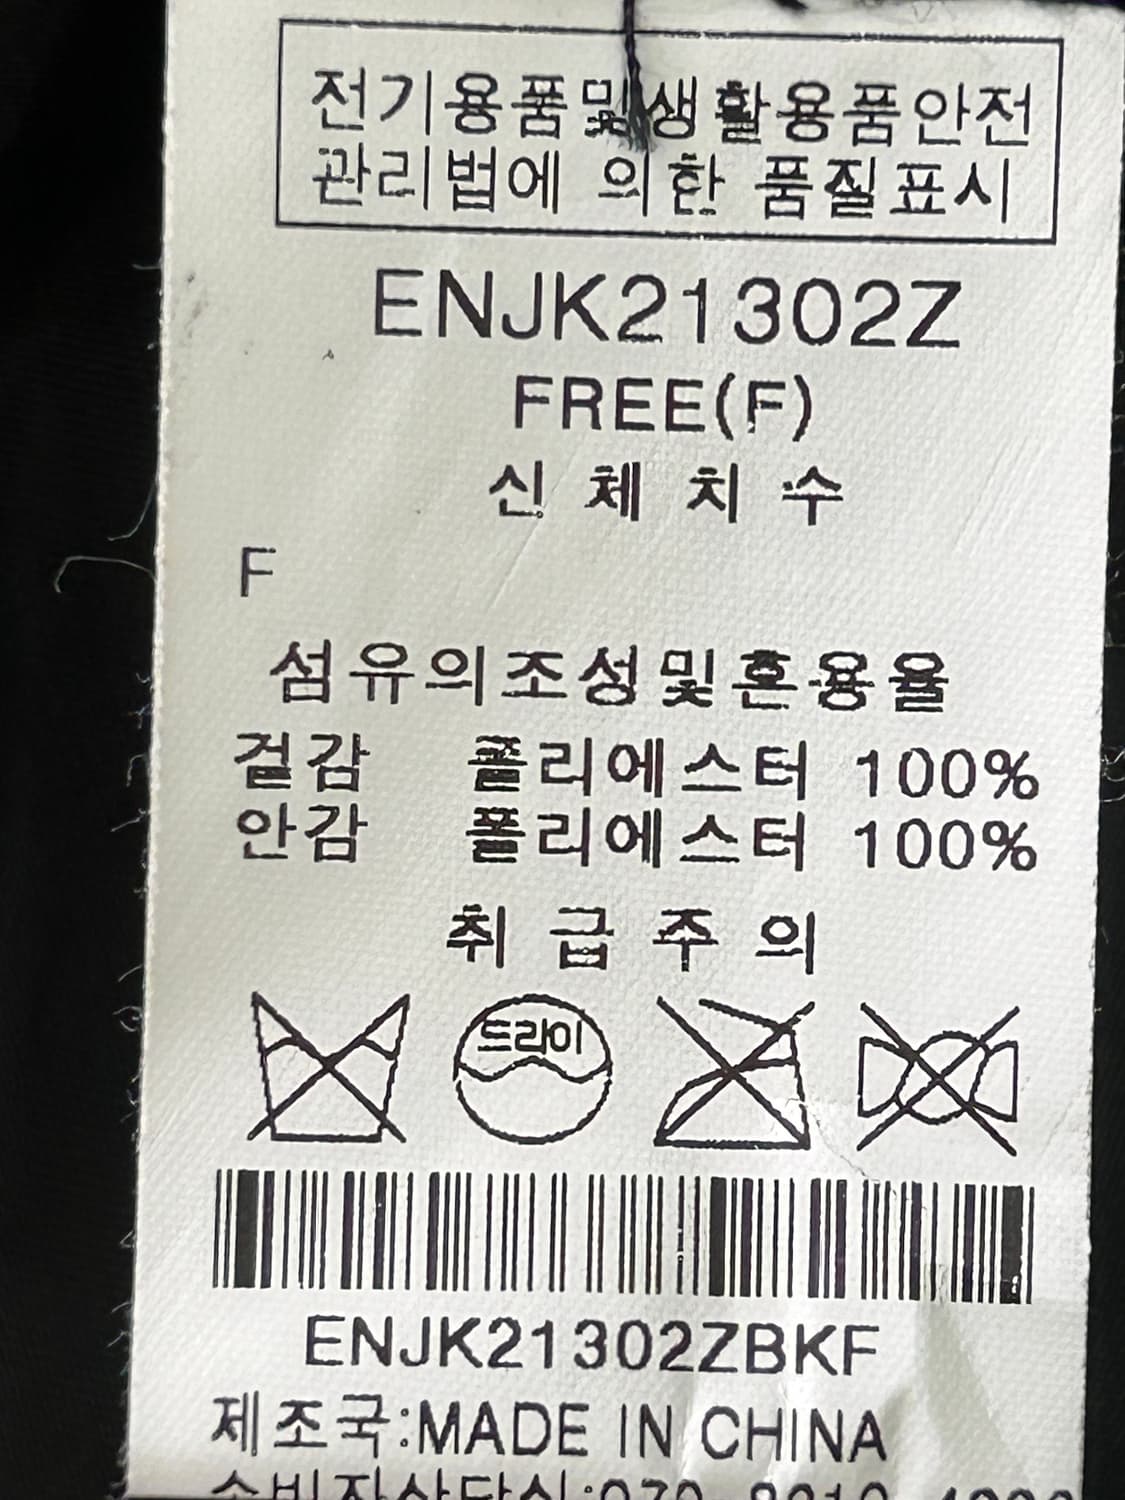 전기용품및생활용품안전
관리법에 의한 품질표시
ENJK21302Z
FREE(F)
신 체 치 수
F
섬유의조성및혼용율
겉감 폴리에스터 100%
안감 폴리에스터 100%
취 급 주 의
드라이
ENJK21302ZBKF
제조국:MADE IN CHINA